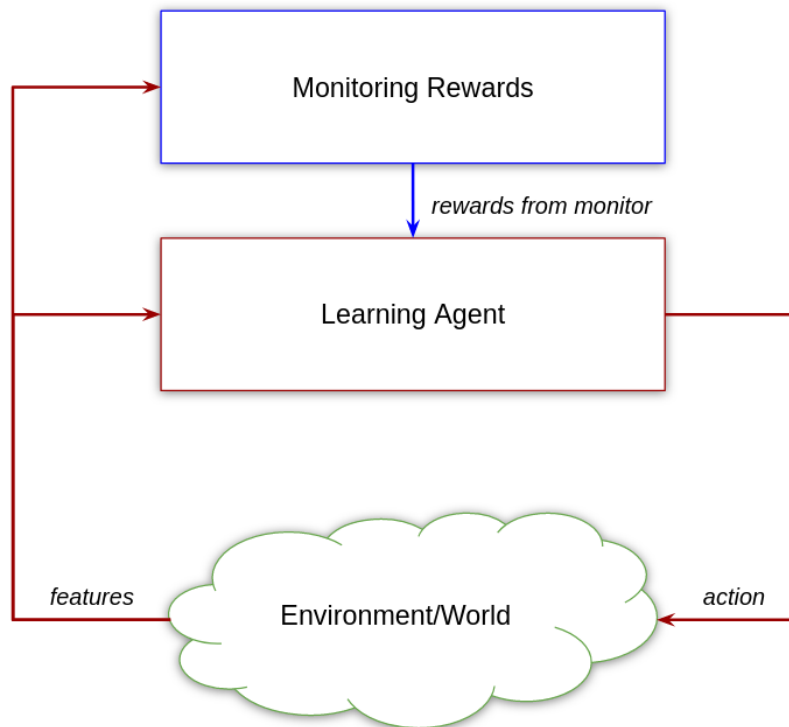 Monitoring Rewards
rewards from monitor
Learning Agent
features
Environment/World
action